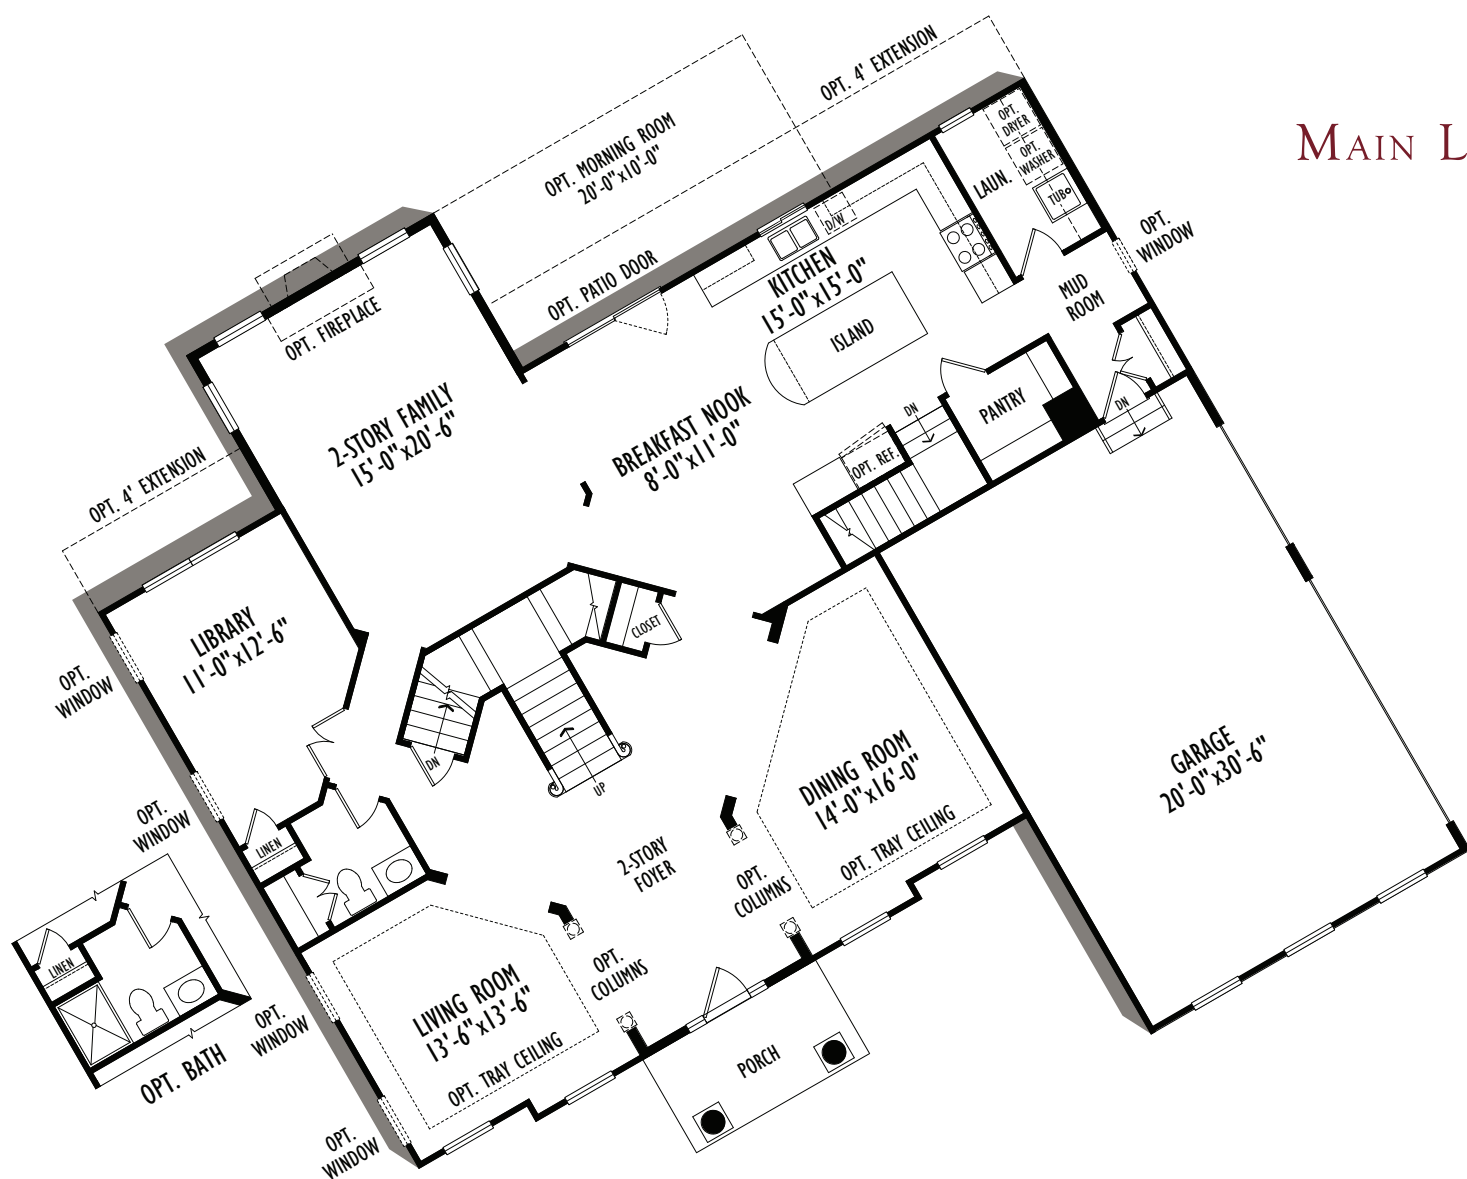 MAIN L
OPT. 4' EXTENSION
OPT. MORNING ROOM
20'-0"x10'-0"
OPT.
DRYER
OPT.
WASHER
TUB
LAUN.
OPT.
WINDOW
D/W
KITCHEN
15'-0"x15'-0"
MUD
ROOM
OPT. PATIO DOOR
OPT. FIREPLACE
ISLAND
2-STORY FAMILY
15'-0"x20'-6"
BREAKFAST NOOK
8'-0"x11'-0"
PANTRY
DN
DN
OPT. REF.
OPT. 4' EXTENSION
LIBRARY
11'-0"x12'-6"
OPT.
WINDOW
CLOSET
DN
UP
GARAGE
20'-0"x30'-6"
DINING ROOM
14'-0"x16'-0"
OPT. TRAY CEILING
OPT.
WINDOW
LINEN
2-STORY
FOYER
OPT.
COLUMNS
LINEN
OPT. BATH
OPT.
WINDOW
OPT.
COLUMNS
LIVING ROOM
13'-6"x13'-6"
OPT. TRAY CEILING
PORCH
OPT.
WINDOW